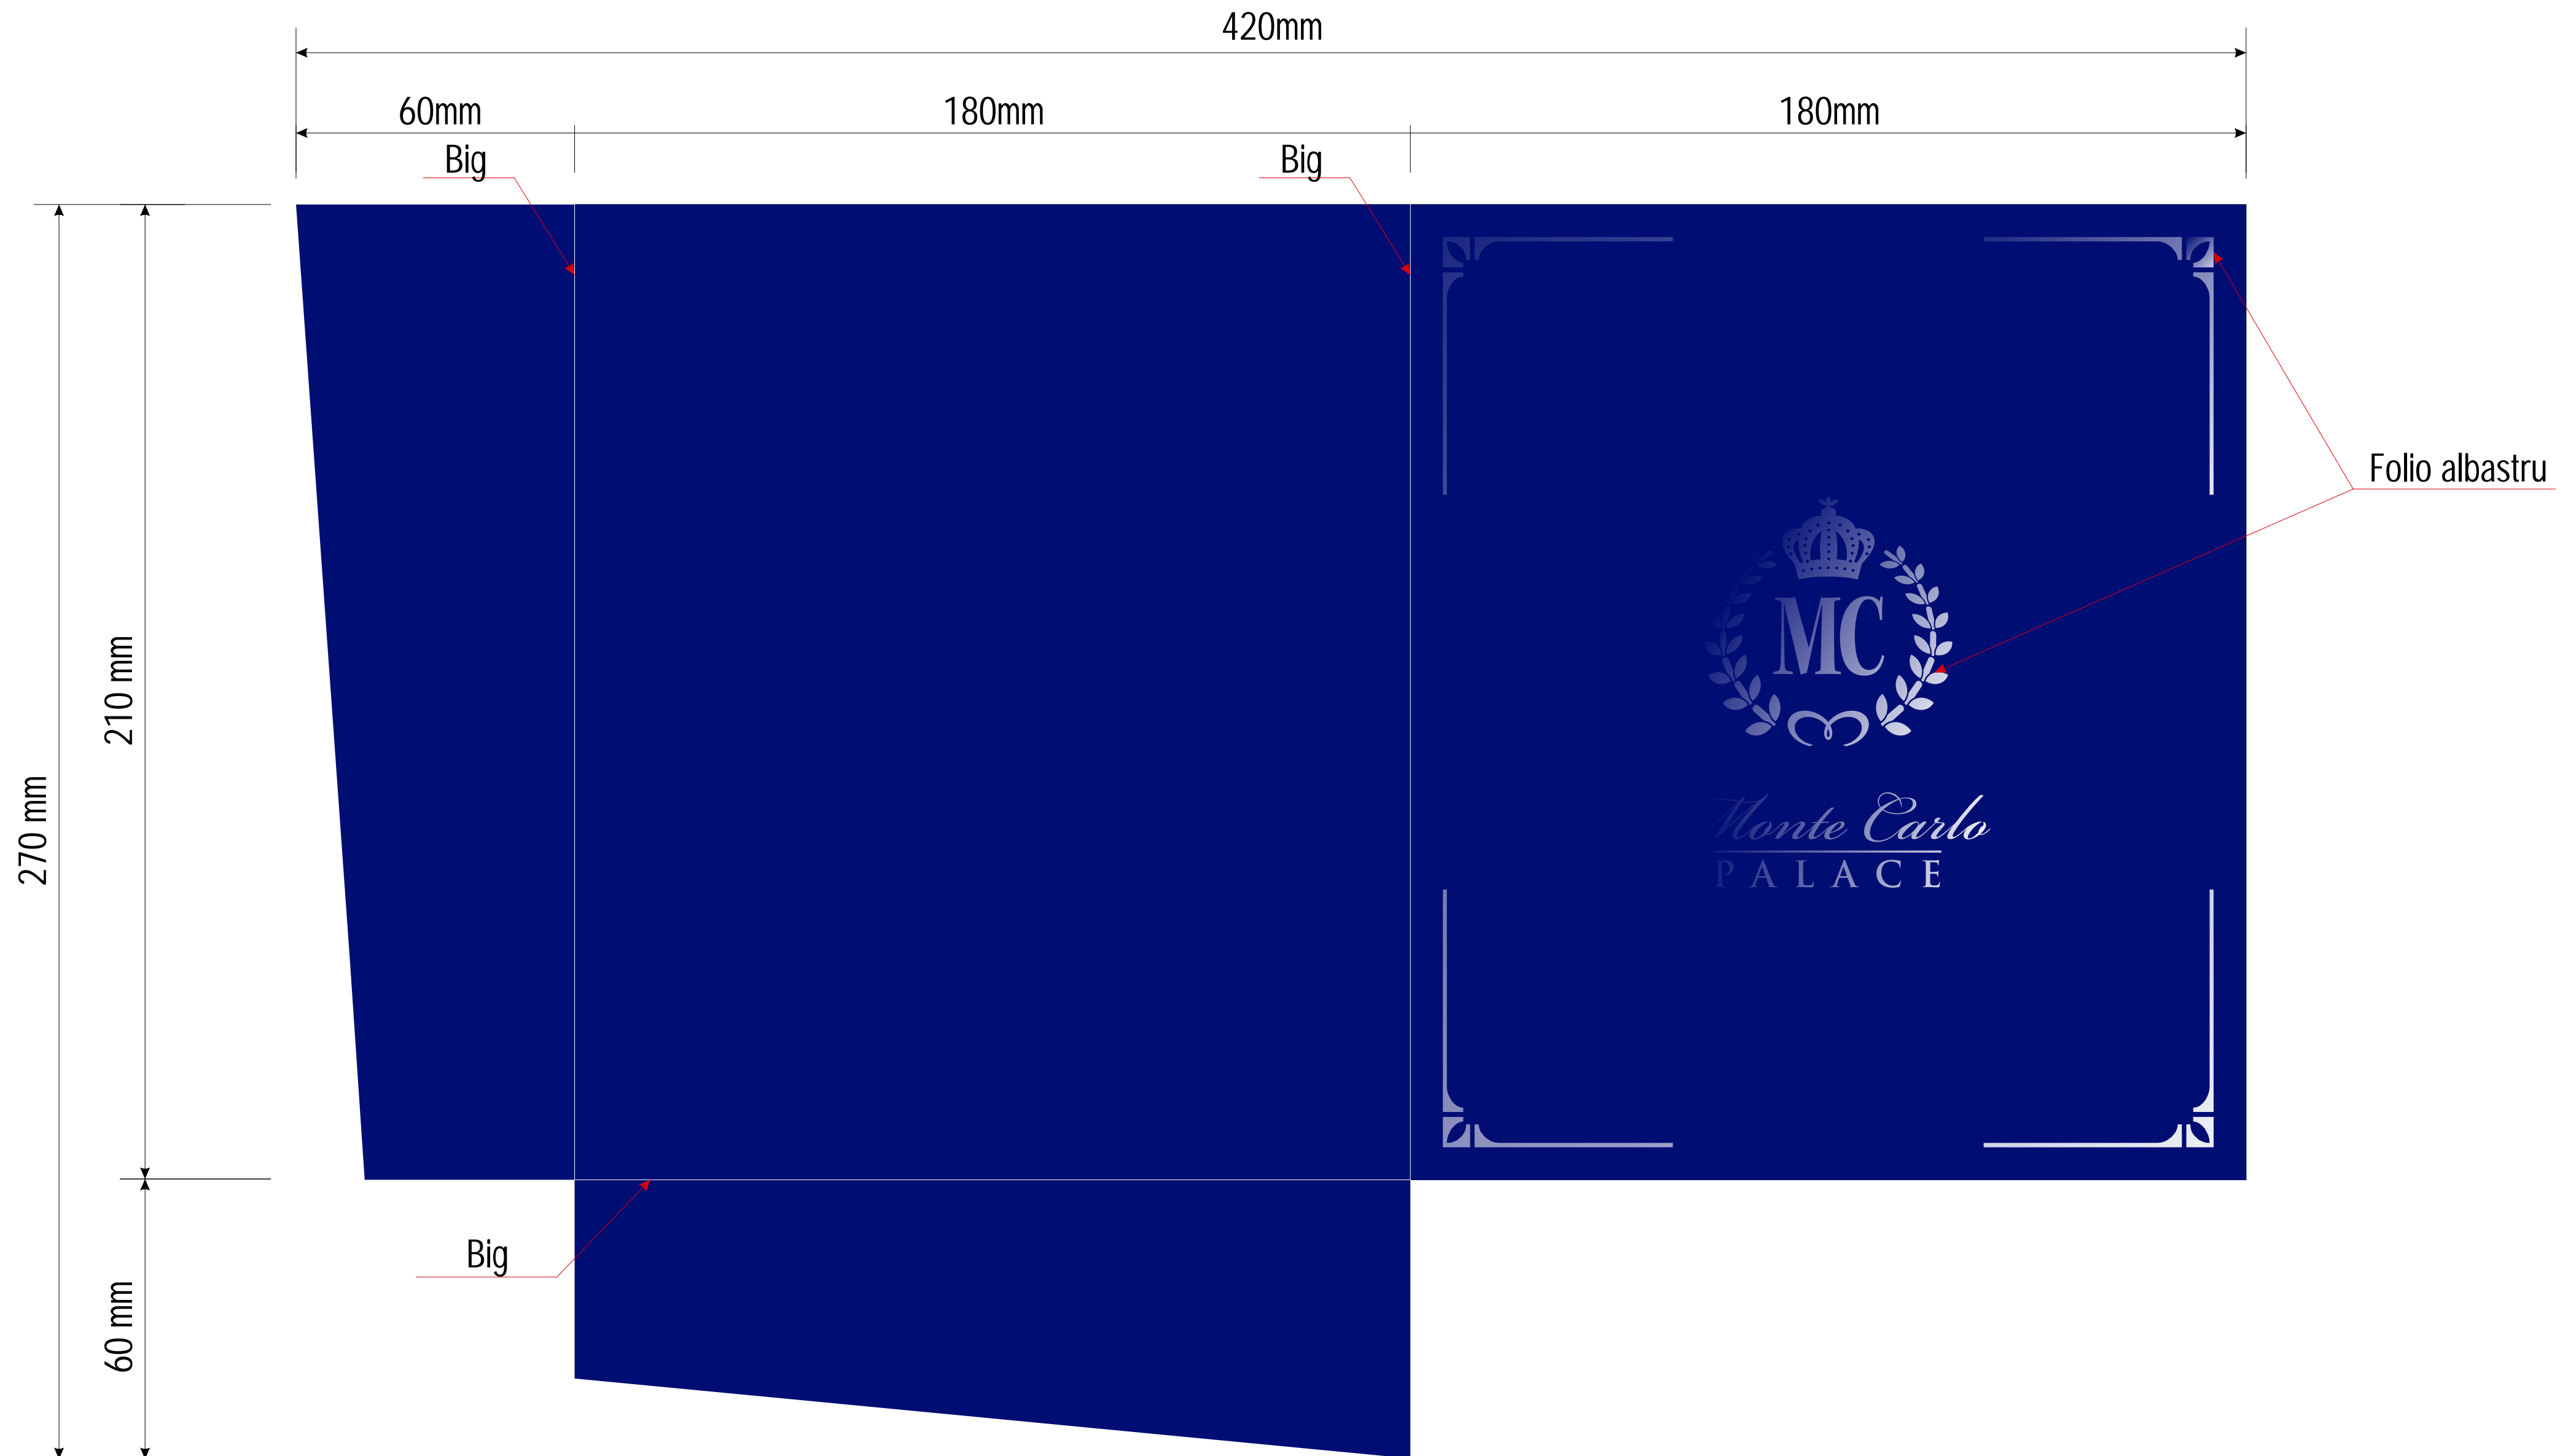 420mm
60mm
180mm
180mm
Big
Big
Folio albastru
MC
210 mm
270 mm
Monte Carlo
PALACE
Big
60 mm